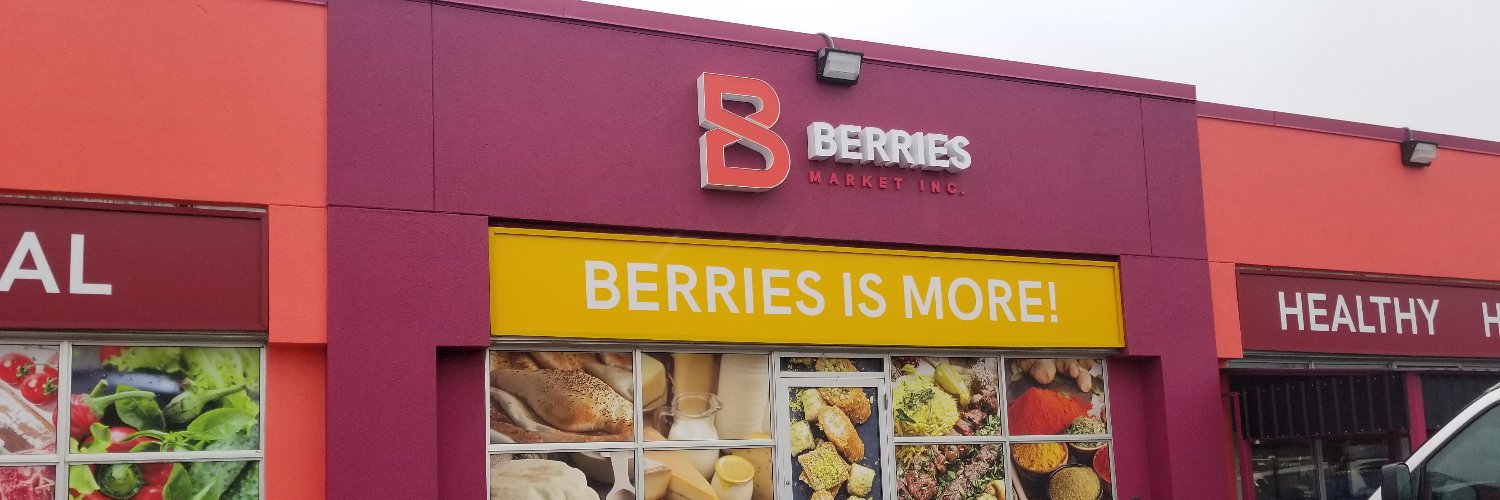 BERRIES
MARKET INC.
BERRIES IS MORE!
AL
HEALTHY